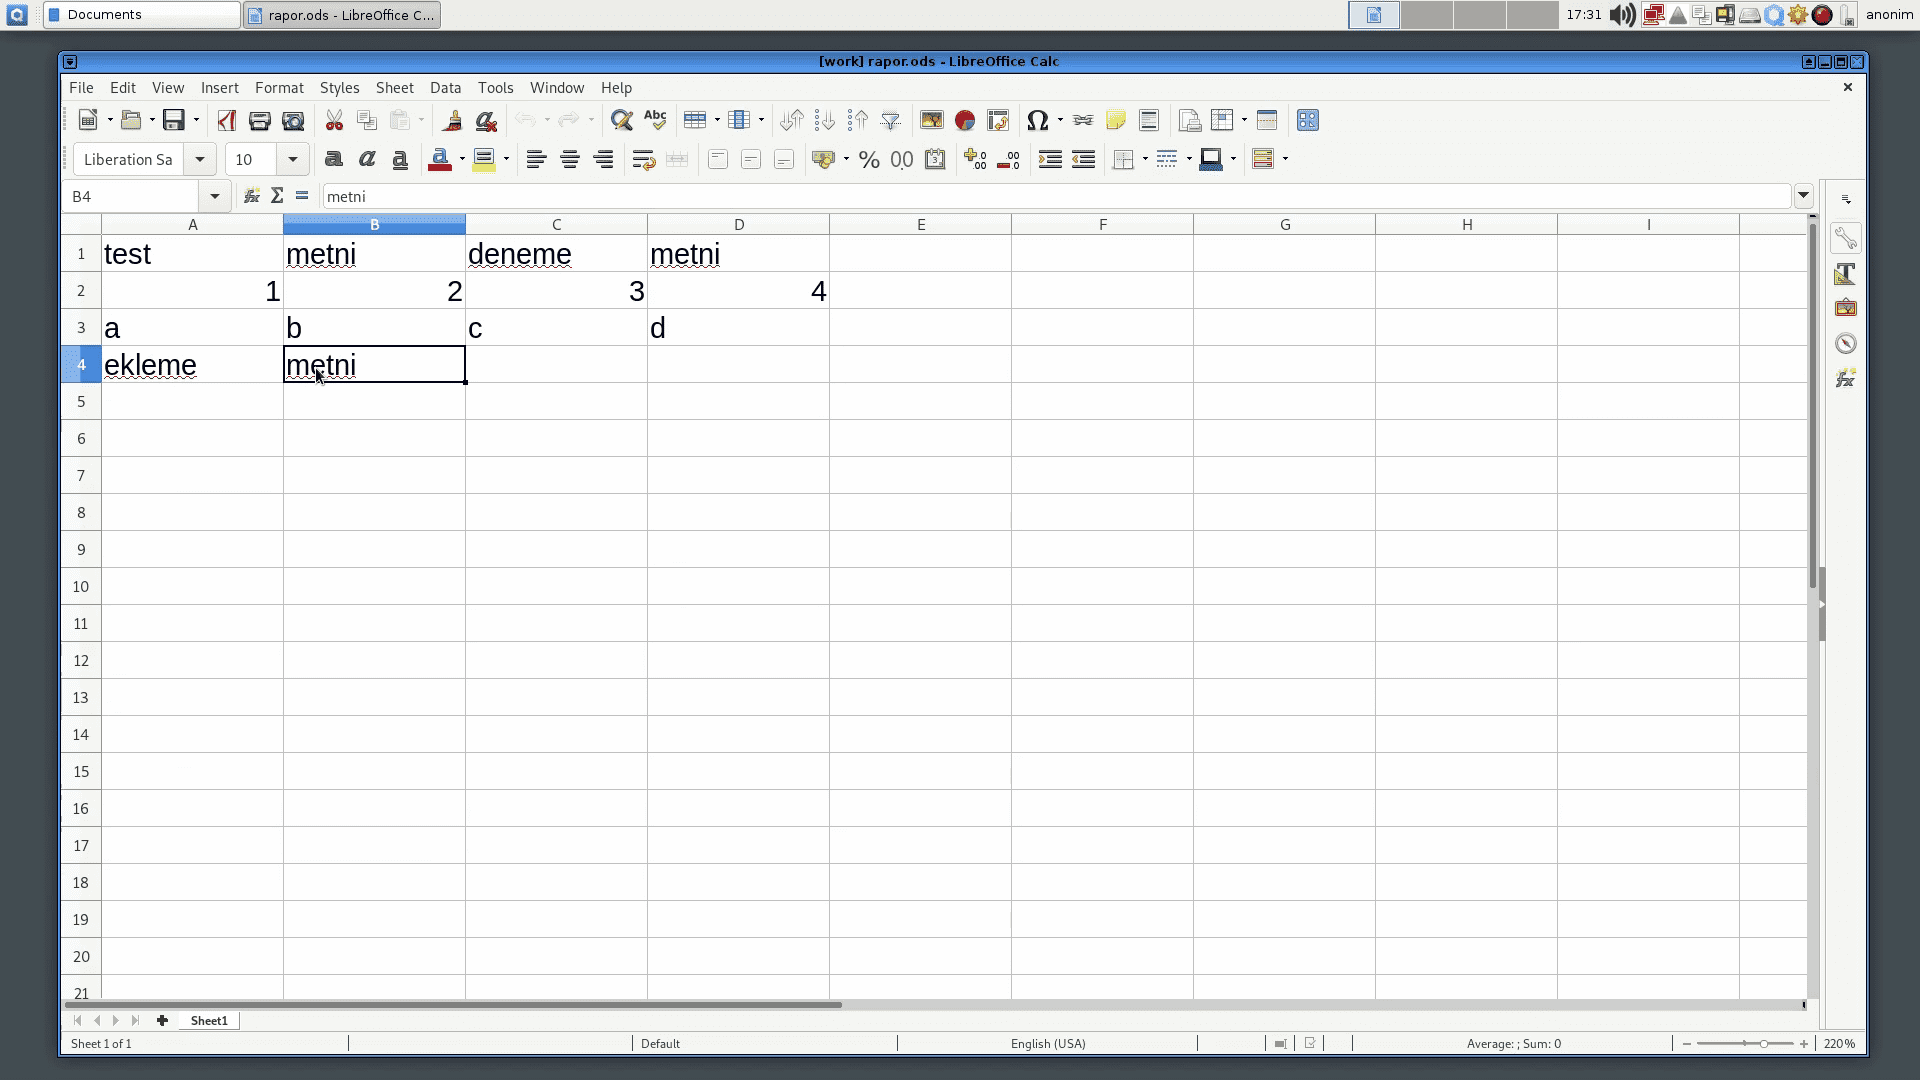 Documents
rapor.ods - LibreOffice C...
17:31
anonim
[work] rapor.ods - LibreOffice Calc
File Edit View Insert Format Styles Sheet Data Tools Window Help
Liberation Sa 10
B4 metni
A B C D E F G H I
1 test metni deneme metni
2 1 2 3 4
3 a b c d
4 ekleme metni
5
6
7
8
9
10
11
12
13
14
15
16
17
18
19
20
21
Sheet1
Sheet 1 of 1 Default English (USA) Average: ; Sum: 0 220%